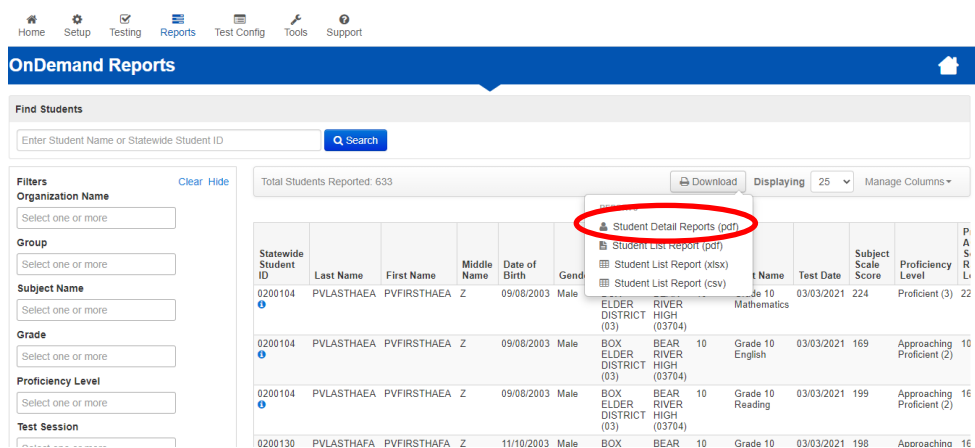 Home Setup Testing Reports Test Config Tools Support
OnDemand Reports
Find Students
Enter Student Name or Statewide Student ID
Search
Filters Clear Hide
Organization Name
Select one or more
Group
Select one or more
Subject Name
Select one or more
Grade
Select one or more
Proficiency Level
Select one or more
Test Session
Total Students Reported: 633 Download Displaying 25 Manage Columns
Student Detail Reports (pdf)
Student List Report (pdf)
Student List Report (xlsx)
Student List Report (csv)
Statewide Student ID Last Name First Name Middle Name Date of Birth Name Test Date Subject Scale Score Proficiency Level
0200104 PVLASTHAEA PVFIRSTHAEA Z 09/08/2003 Male
ELDER RIVER Mathematics 03/03/2021 224 Proficient (3) 22
DISTRICT HIGH
(03) (03704)
0200104 PVLASTHAEA PVFIRSTHAEA Z 09/08/2003 Male BOX BEAR 10 Grade 10 03/03/2021 169 Approaching 10
ELDER RIVER English Proficient (2)
DISTRICT HIGH
(03) (03704)
0200104 PVLASTHAEA PVFIRSTHAEA Z 09/08/2003 Male BOX BEAR 10 Grade 10 03/03/2021 199 Approaching 16
ELDER RIVER Reading Proficient (2)
DISTRICT HIGH
(03) (03704)
0200130 PVLASTHAFA PVFIRSTHAFA Z 11/10/2003 Male BOX BEAR 10 Grade 10 03/03/2021 198 Approaching 16